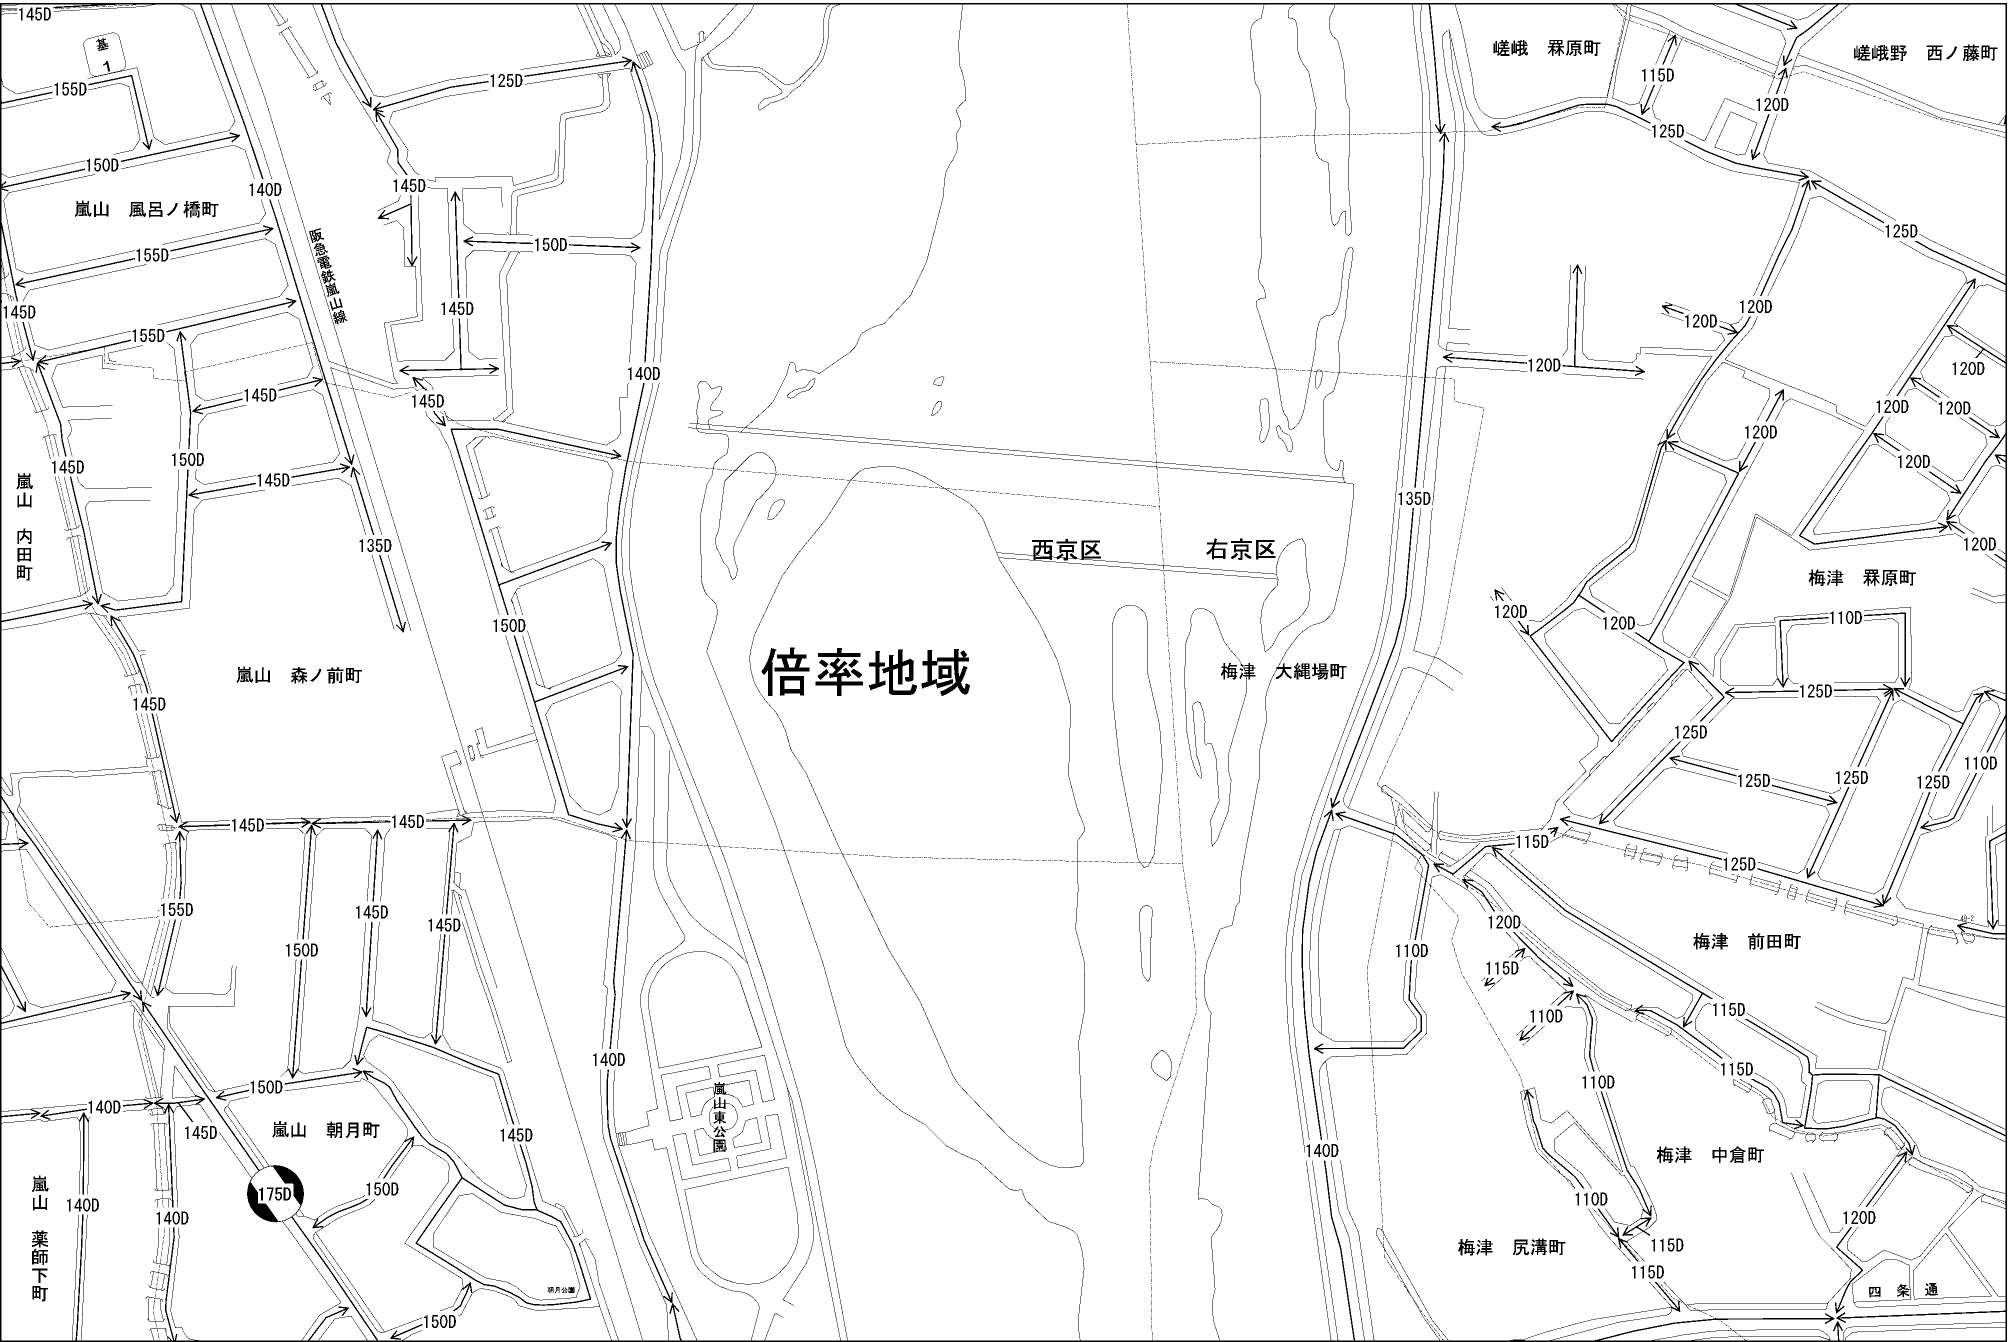 145D
基
1
155D
125D
嵯峨 罧原町
嵯峨野 西ノ藤町
115D
120D
125D
150D
140D
145D
嵐山 風呂ノ橋町
阪急電鉄嵐山線
150D
125D
155D
145D
155D
145D
120D
120D
120D
120D
140D
145D
145D
120D
120D
120D
120D
嵐山 内田町
145D
150D
145D
120D
135D
135D
西京区
右京区
120D
梅津 罧原町
150D
120D
120D
110D
嵐山 森ノ前町
倍率地域
梅津 大縄場町
145D
125D
125D
125D
125D
125D
110D
145D
145D
115D
125D
155D
145D
145D
150D
120D
110D
115D
梅津 前田町
110D
115D
140D
115D
150D
110D
140D
145D
嵐山 朝月町
145D
嵐山東公園
140D
梅津 中倉町
嵐山 薬師下町
175D
150D
140D
140D
110D
120D
115D
梅津 尻溝町
115D
朝月公園
四条通
150D